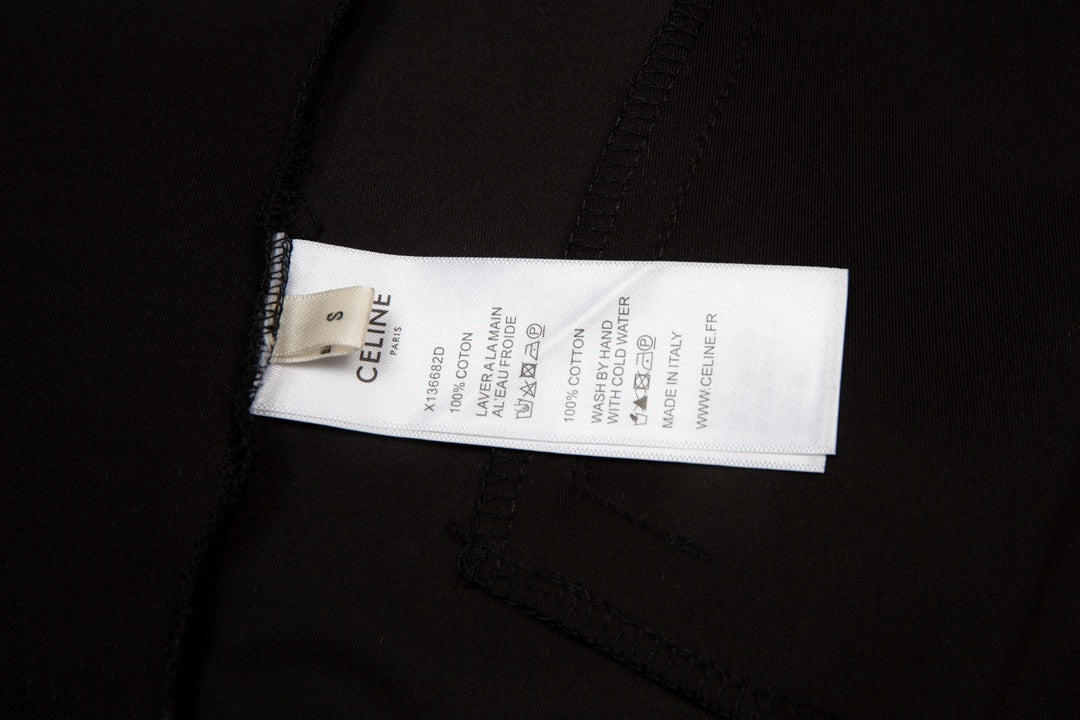 S
CELINE
PARIS
X136682D
100% COTON
LAVER A LA MAIN
AL'EAU FROIDE
P
100% COTTON
WASH BY HAND
WITH COLD WATER
P
MADE IN ITALY
WWW.CELINE.FR